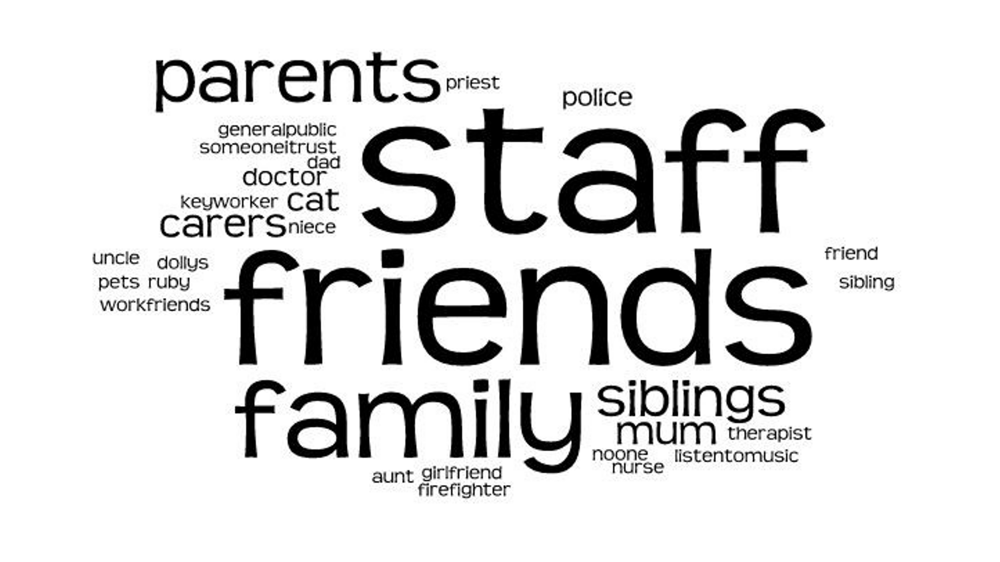 parents priest
police
staff
generalpublic
someoneitrust
dad
doctor
keyworker cat
carers niece
uncle dollys
friend
pets ruby
sibling
workfriends
friends
family
siblings
mum therapist
noone listentomusic
nurse
aunt girlfriend
firefighter